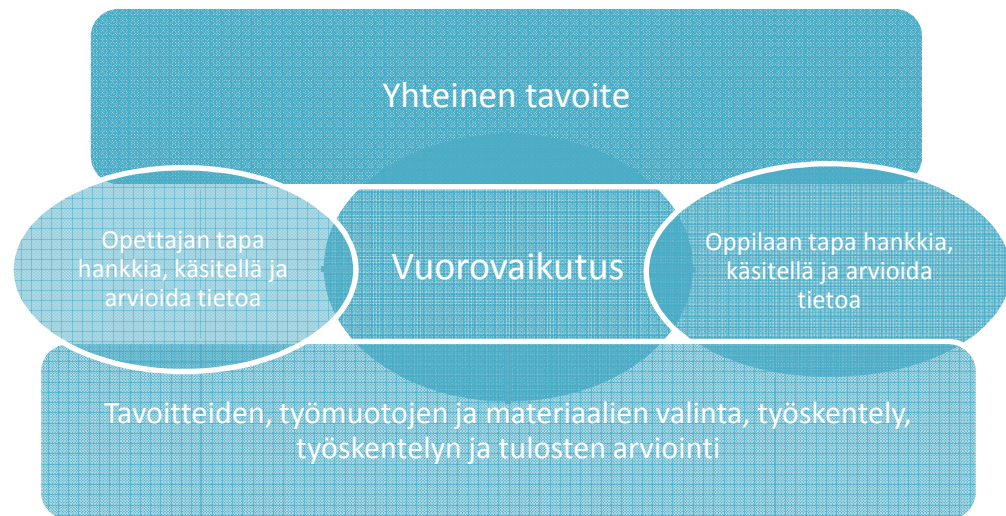 Yhteinen tavoite
Opettajan tapa
hankkia, käsitellä ja
arvioida tietoa
Vuorovaikutus
Oppilaan tapa hankkia,
käsitellä ja arvioida
tietoa
Tavoitteiden, työmuotojen ja materiaalien valinta, työskentely,
työskentelyn ja tulosten arviointi